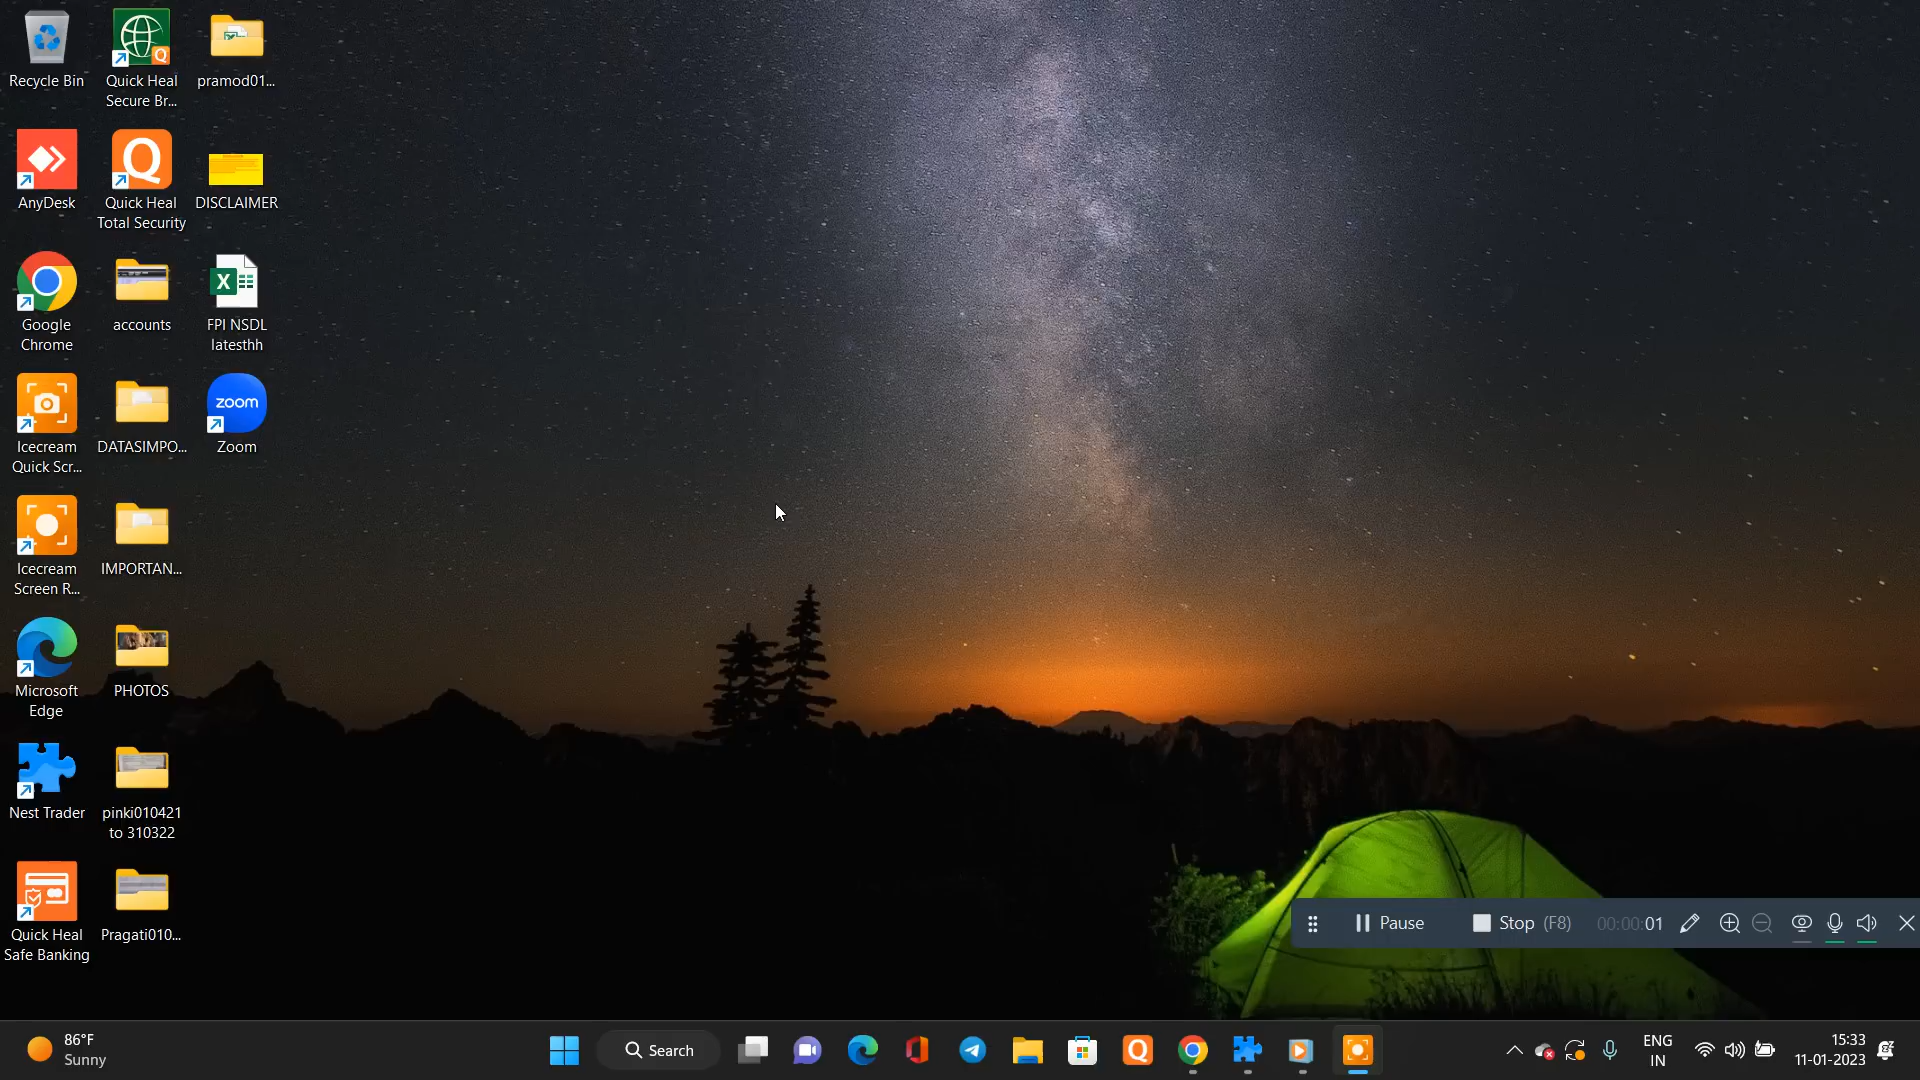 Recycle Bin
Quick Heal
Secure Br...
pramod01...
AnyDesk
Quick Heal
Total Security
DISCLAIMER
Google
Chrome
accounts
FPI NSDL
latesthh
Icecream
Quick Scr...
DATASIMPO...
zoom
Zoom
Icecream
Screen R...
IMPORTAN...
Microsoft
Edge
PHOTOS
Nest Trader
pinki010421
to 310322
Quick Heal
Safe Banking
Pragati010...
Pause
Stop (F8)
00:00:01
86°F
Sunny
Search
ENG
IN
15:33
11-01-2023